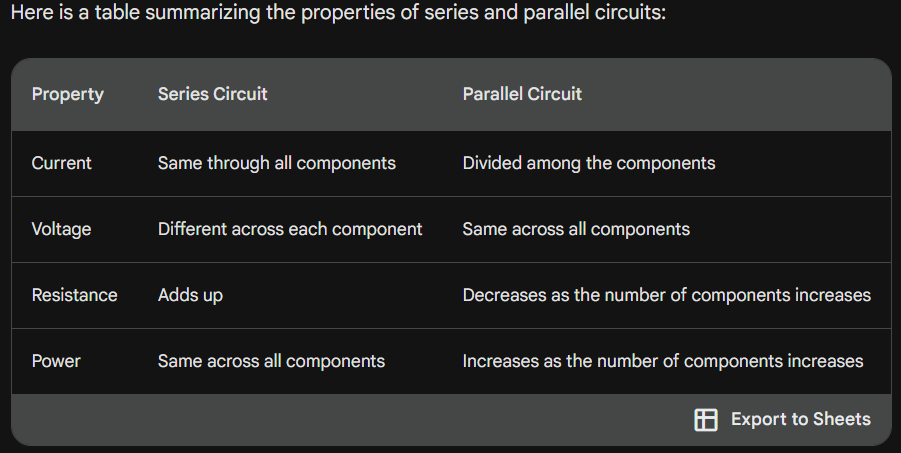 Here is a table summarizing the properties of series and parallel circuits:
Property Series Circuit Parallel Circuit
Current Same through all components Divided among the components
Voltage Different across each component Same across all components
Resistance Adds up Decreases as the number of components increases
Power Same across all components Increases as the number of components increases
Export to Sheets